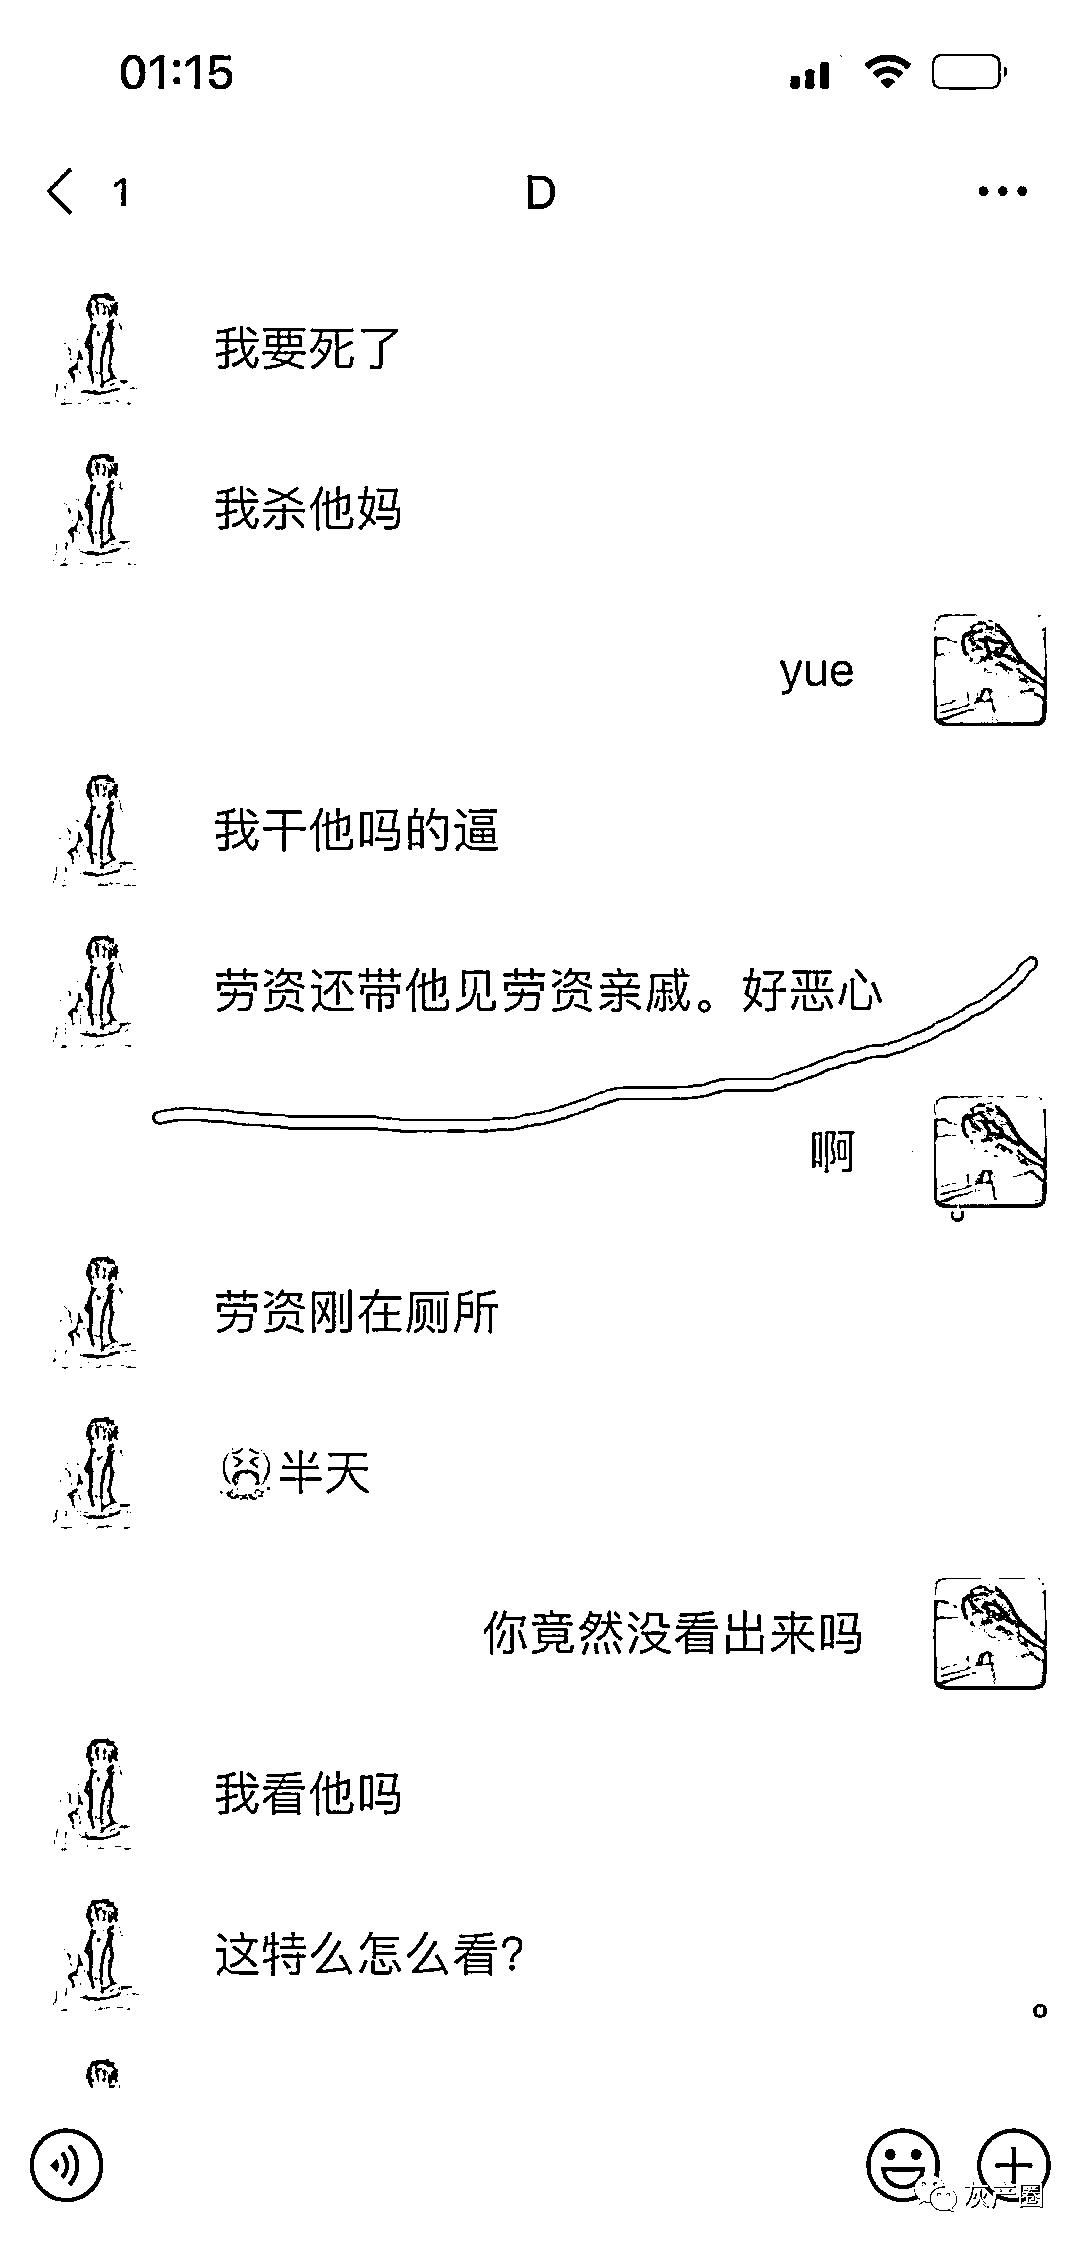 01:15
1
D
我要死了
我杀他妈
yue
我干他吗的逼
劳资还带他见劳资亲戚。好恶心
啊
劳资刚在厕所
😭半天
你竟然没看出来吗
我看他吗
这特么怎么看？
灰产圈